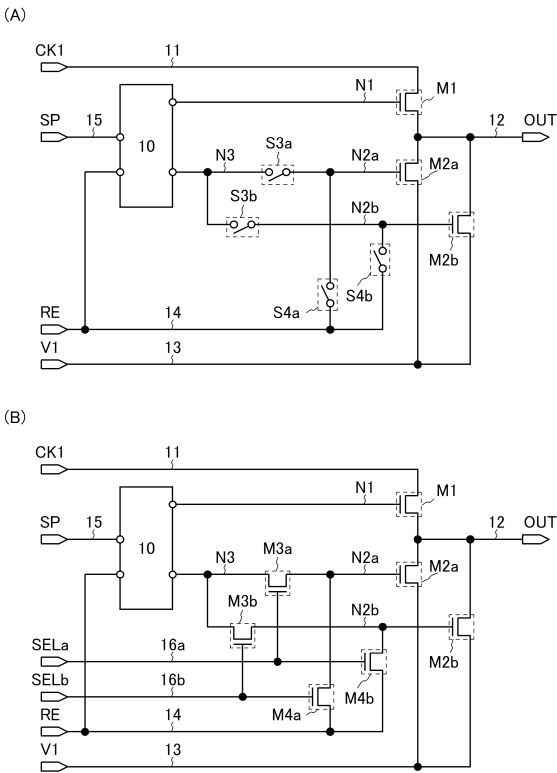 (A)
CK1 11
N1 M1
SP 15 10 12 OUT
S3a
N3 N2a M2a
S3b
N2b
M2b
S4b
RE 14 S4a
V1 13
(B)
CK1 11
N1 M1
SP 15 10 12 OUT
M3a
N3 N2a M2a
M3b
N2b
SELa 16a
M2b
SELb 16b M4b
M4a
RE 14
V1 13